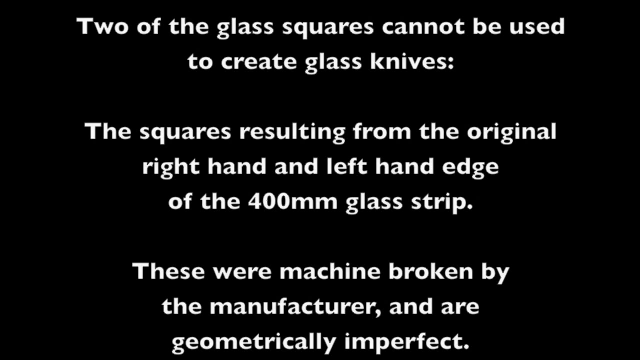 Two of the glass squares cannot be used
to create glass knives:
The squares resulting from the original
right hand and left hand edge
of the 400mm glass strip.
These were machine broken by
the manufacturer, and are
geometrically imperfect.